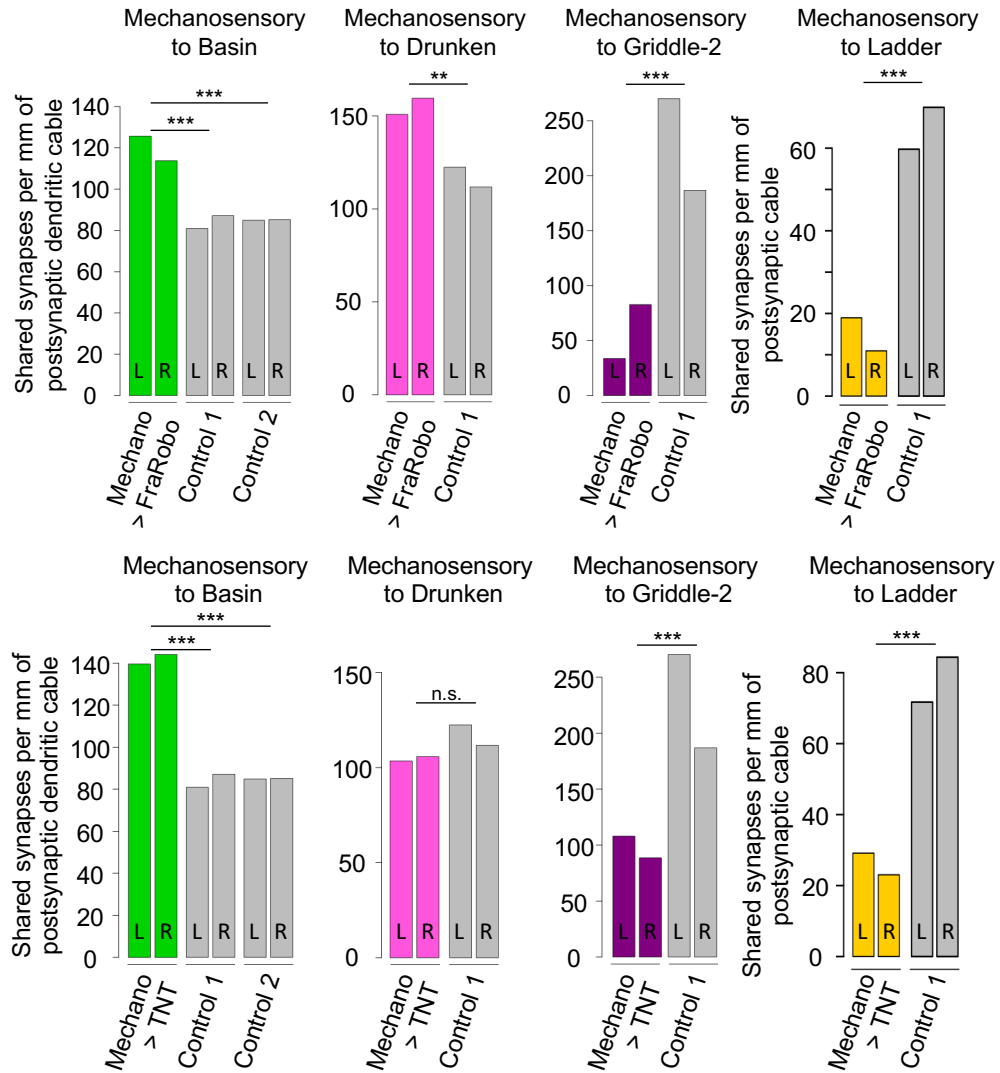 Mechanosensory
to Basin
Mechanosensory
to Drunken
Mechanosensory
to Griddle-2
Mechanosensory
to Ladder
Shared synapses per mm of
postsynaptic dendritic cable
140
120
100
80
60
40
20
0
***
***
L
R
L
R
L
R
Mechano
> FraRobo
Control 1
Control 2
150
100
50
0
**
Mechano
> FraRobo
Control 1
250
200
150
100
50
0
***
L
R
L
Mechano
> FraRobo
Control 1
Shared synapses per mm of
postsynaptic cable
60
40
20
0
***
L
R
L
R
Mechano
> FraRobo
Control 1
Mechanosensory
to Basin
Mechanosensory
to Drunken
Mechanosensory
to Griddle-2
Mechanosensory
to Ladder
Shared synapses per mm of
postsynaptic dendritic cable
140
120
100
80
60
40
20
0
***
***
L
R
L
R
L
R
Mechano
> TNT
Control 1
Control 2
150
100
50
0
n.s.
L
R
L
R
Mechano
> TNT
Control 1
250
200
150
100
50
0
***
L
R
L
R
Mechano
> TNT
Control 1
Shared synapses per mm of
postsynaptic cable
80
60
40
20
0
***
L
R
L
R
Mechano
> TNT
Control 1